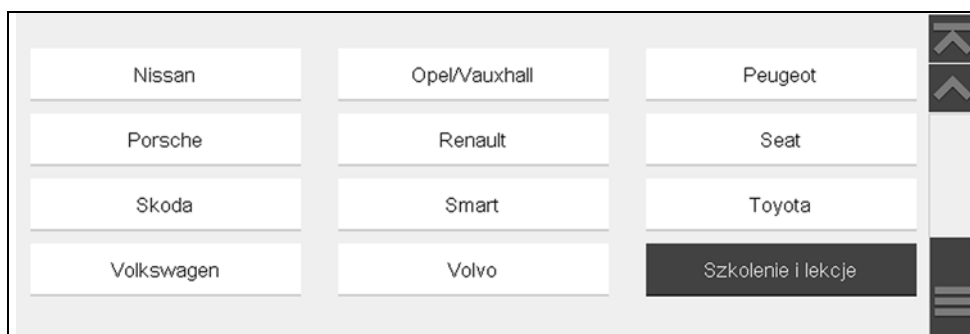 Nissan
Opel/Vauxhall
Peugeot
Porsche
Renault
Seat
Skoda
Smart
Toyota
Volkswagen
Volvo
Szkolenie i lekcje